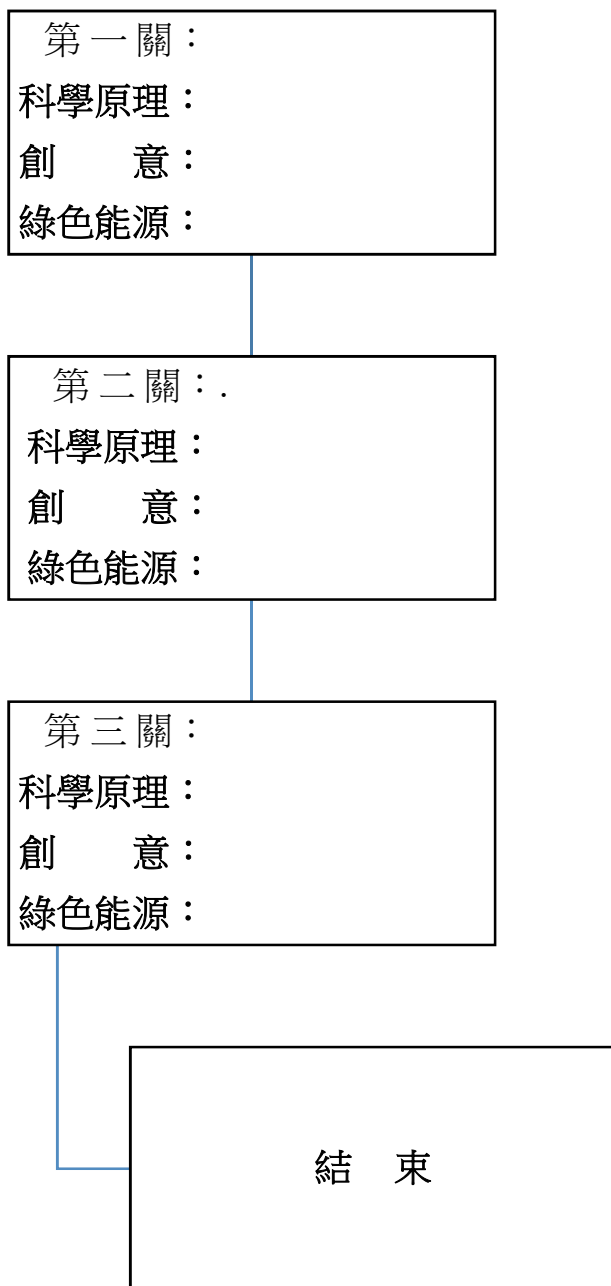 第一關：
科學原理：
創　　意：
綠色能源：
第二關：.
科學原理：
創　　意：
綠色能源：
第三關：
科學原理：
創　　意：
綠色能源：
結　束